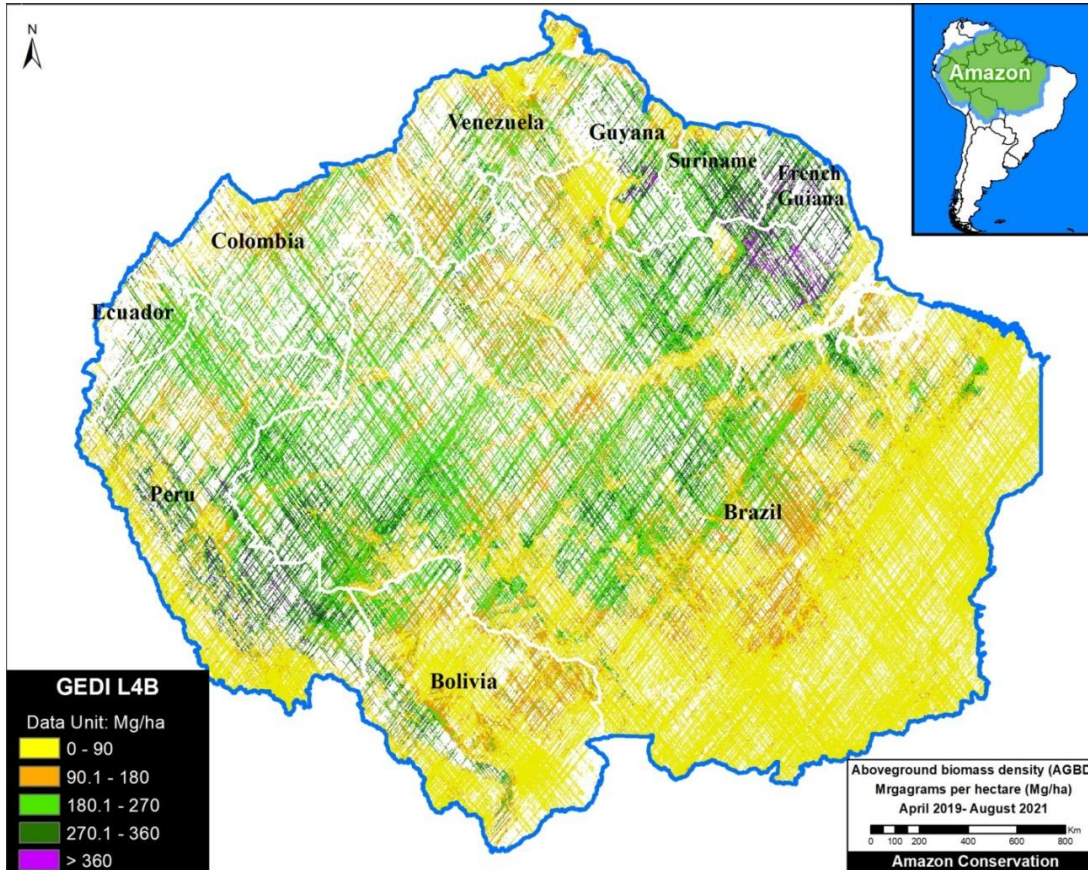 N
Amazon
Venezuela
Guyana
Suriname
French
Guiana
Colombia
Ecuador
Peru
Brazil
Bolivia
GEDI L4B
Data Unit: Mg/ha
0 - 90
90.1 - 180
180.1 - 270
270.1 - 360
> 360
Aboveground biomass density (AGBD
Mrgagrams per hectare (Mg/ha)
April 2019- August 2021
0 100 200 400 600 800 Km
Amazon Conservation